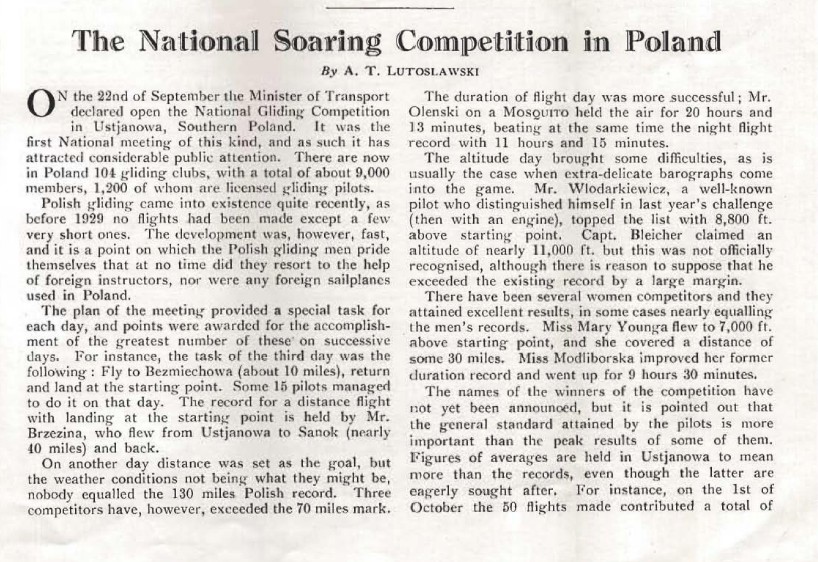 The National Soaring Competition in Poland
By A. T. LUTOSLAWSKI
ON the 22nd of September the Minister of Transport
declared open the National Gliding Competition
in Ustjanowa, Southern Poland. It was the
first National meeting of this kind, and as such it has
attracted considerable public attention. There are now
in Poland 104 gliding clubs, with a total of about 9,000
members, 1,200 of whom are licensed gliding pilots.
Polish gliding came into existence quite recently, as
before 1929 no flights had been made except a few
very short ones. The development was, however, fast,
and it is a point on which the Polish gliding men pride
themselves that at no time did they resort to the help
of foreign instructors, nor were any foreign sailplanes
used in Poland.
The plan of the meeting provided a special task for
each day, and points were awarded for the accomplish-
ment of the greatest number of these on successive
days. For instance, the task of the third day was the
following : Fly to Bezmiechowa (about 10 miles), return
and land at the starting point. Some 15 pilots managed
to do it on that day. The record for a distance flight
with landing at the starting point is held by Mr.
Brzezina, who flew from Ustjanowa to Sanok (nearly
40 miles) and back.
On another day distance was set as the goal, but
the weather conditions not being what they might be,
nobody equalled the 130 miles Polish record. Three
competitors have, however, exceeded the 70 miles mark.
The duration of flight day was more successful ; Mr.
Olenski on a MOSQUITO held the air for 20 hours and
13 minutes, beating at the same time the night flight
record with 11 hours and 15 minutes.
The altitude day brought some difficulties, as is
usually the case when extra-delicate barographs come
into the game. Mr. Wlodarkiewicz, a well-known
pilot who distinguished himself in last year's challenge
(then with an engine), topped the list with 8,800 ft.
above starting point. Capt. Bleicher claimed an
altitude of nearly 11,000 ft. but this was not officially
recognised, although there is reason to suppose that he
exceeded the existing record by a large margin.
There have been several women competitors and they
attained excellent results, in some cases nearly equalling
the men's records. Miss Mary Younga flew to 7,000 ft.
above starting point, and she covered a distance of
some 30 miles. Miss Modliborska improved her former
duration record and went up for 9 hours 30 minutes.
The names of the winners of the competition have
not yet been announced, but it is pointed out that
the general standard attained by the pilots is more
important than the peak results of some of them.
Figures of averages are held in Ustjanowa to mean
more than the records, even though the latter are
eagerly sought after. For instance, on the 1st of
October the 50 flights made contributed a total of